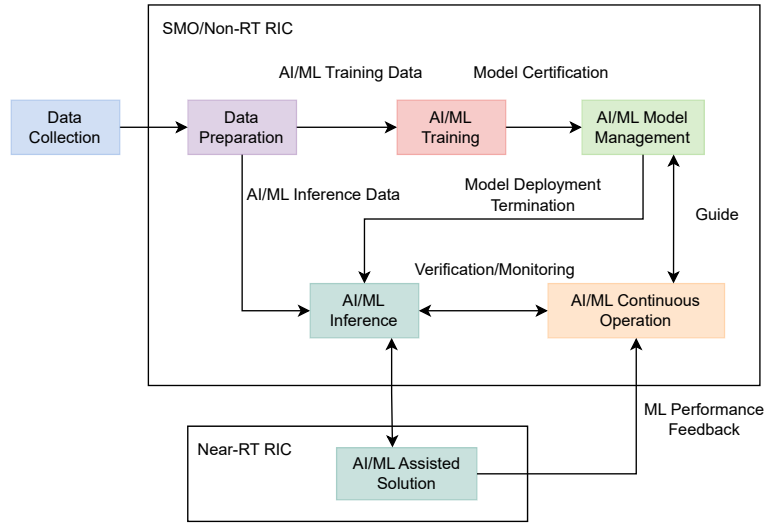 SMO/Non-RT RIC
AI/ML Training Data
Model Certification
Data
Collection
Data
Preparation
AI/ML
Training
AI/ML Model
Management
AI/ML Inference Data
Model Deployment
Termination
Guide
Verification/Monitoring
AI/ML
Inference
AI/ML Continuous
Operation
ML Performance
Feedback
Near-RT RIC
AI/ML Assisted
Solution